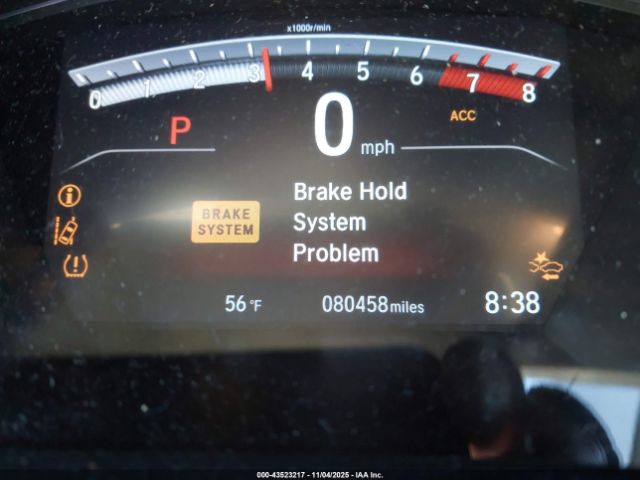 x1000r/min
0 1 2 3 4 5 6 7 8
P
0 mph
ACC
BRAKE
SYSTEM
Brake Hold
System
Problem
56°F
080458 miles
8:38
000-43523217 - 11/04/2025 - IAA Inc.